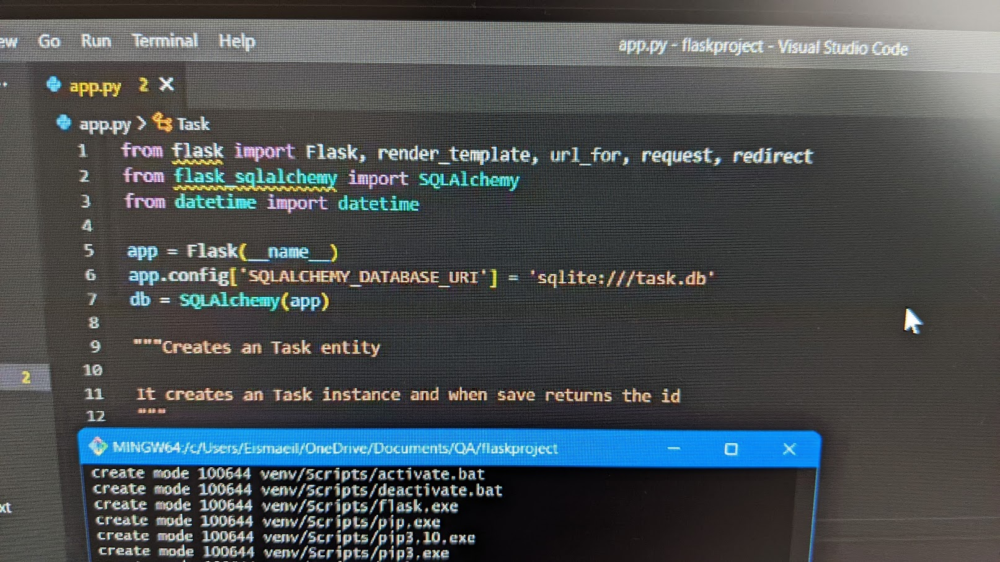 Go Run Terminal Help
app.py - flaskproject - Visual Studio Code
app.py 2
app.py > Task
1 from flask import Flask, render_template, url_for, request, redirect
2 from flask_sqlalchemy import SQLAlchemy
3 from datetime import datetime
4
5 app = Flask(__name__)
6 app.config['SQLALCHEMY_DATABASE_URI'] = 'sqlite:///task.db'
7 db = SQLAlchemy(app)
8
9 """Creates an Task entity
10
2
11 It creates an Task instance and when save returns the id
12 """
MINGW64:/c/Users/Eismaeil/OneDrive/Documents/QA/flaskproject
create mode 100644 venv/Scripts/activate.bat
create mode 100644 venv/Scripts/deactivate.bat
create mode 100644 venv/Scripts/flask.exe
create mode 100644 venv/Scripts/pip.exe
create mode 100644 venv/Scripts/pip3.10.exe
create mode 100644 venv/Scripts/pip3.exe